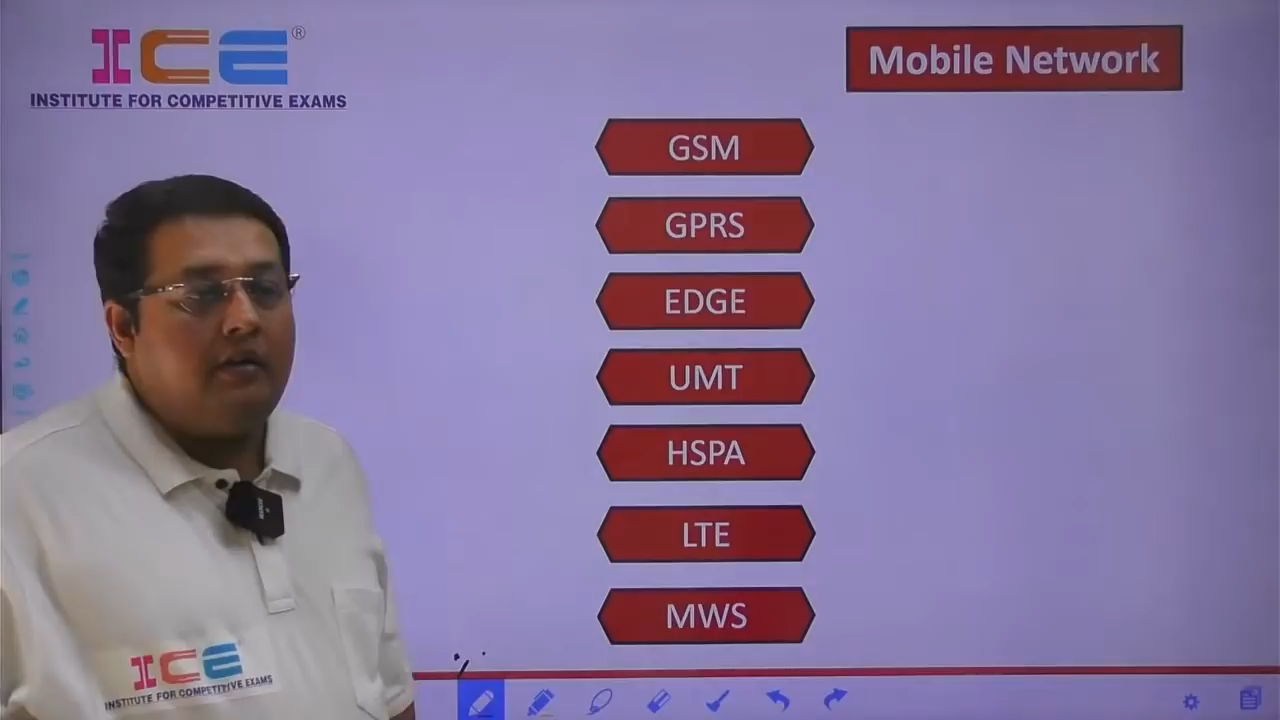 ICE®
INSTITUTE FOR COMPETITIVE EXAMS
Mobile Network
GSM
GPRS
EDGE
UMT
HSPA
LTE
MWS
ICE
INSTITUTE FOR COMPETITIVE EXAMS